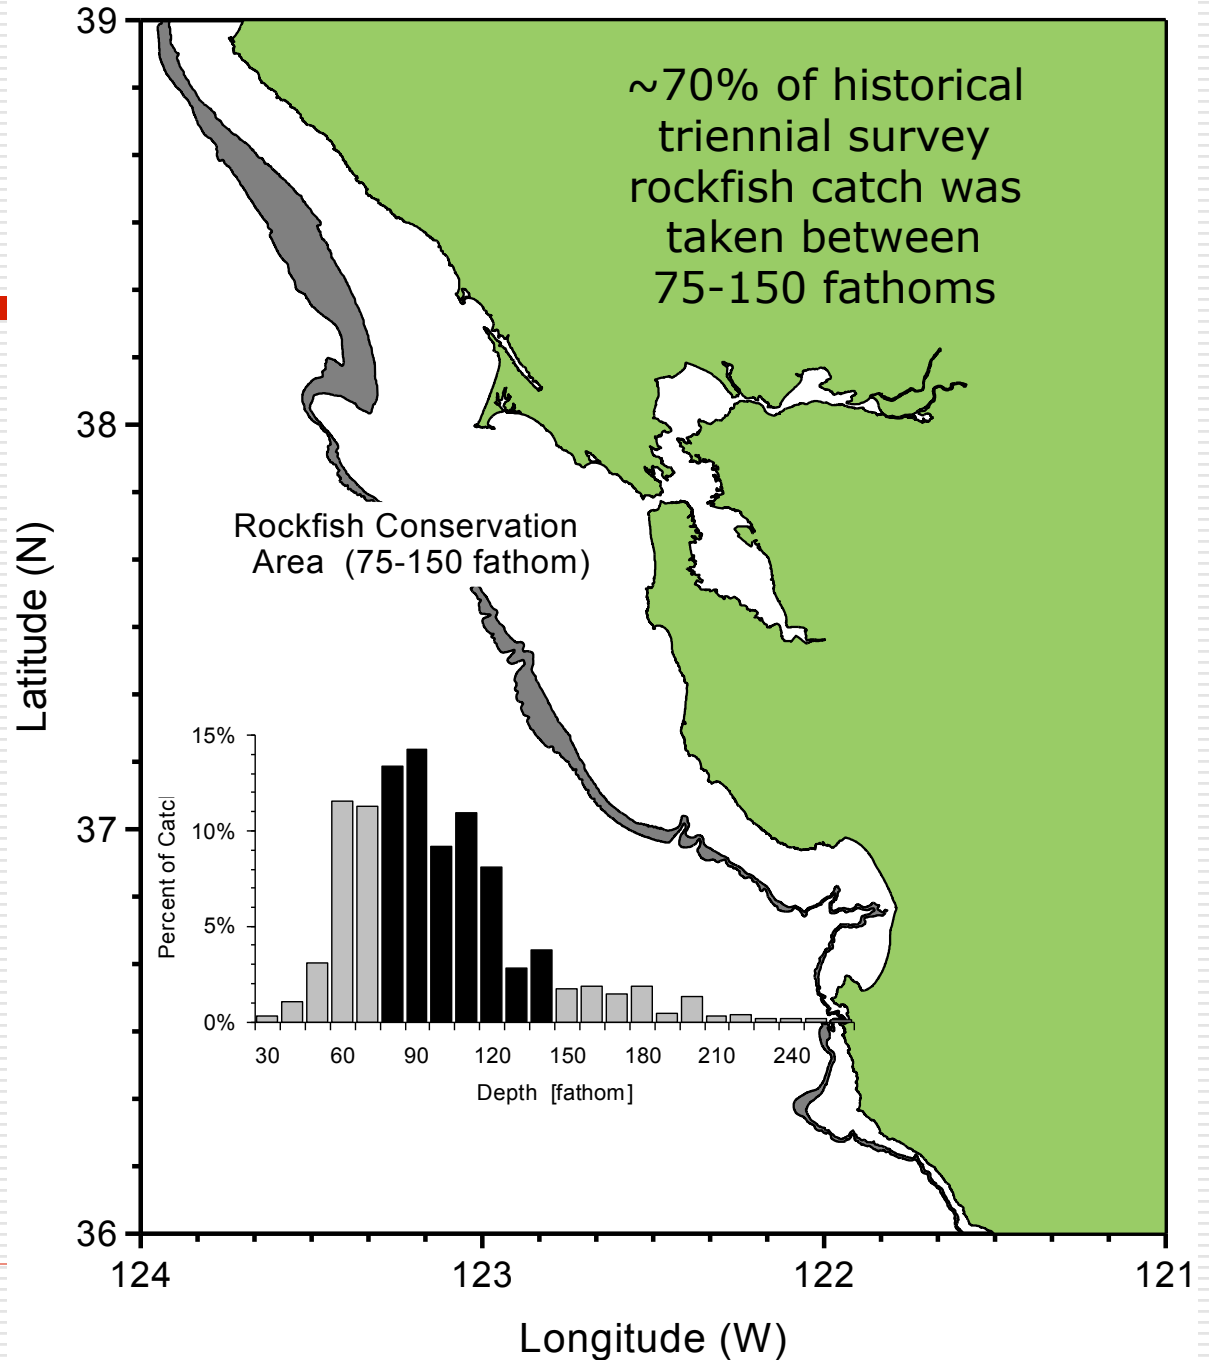 39
~70% of historical
triennial survey
rockfish catch was
taken between
75-150 fathoms
38
Rockfish Conservation
Area (75-150 fathom)
Latitude (N)
15%
10%
5%
0%
Percent of Catc
37
30 60 90 120 150 180 210 240
Depth [fathom]
36
124 123 122 121
Longitude (W)